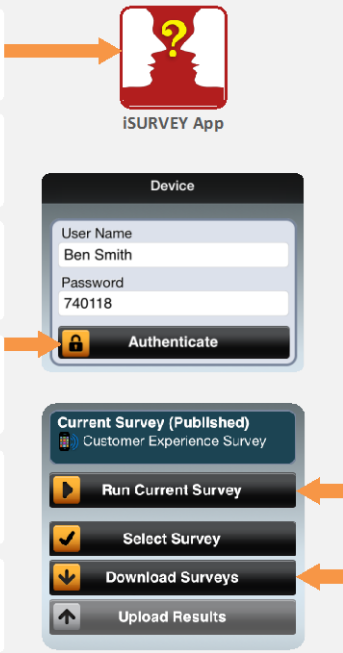 ?
iSURVEY App
Device
User Name
Ben Smith
Password
740118
Authenticate
Current Survey (Published)
Customer Experience Survey
Run Current Survey
Select Survey
Download Surveys
Upload Results